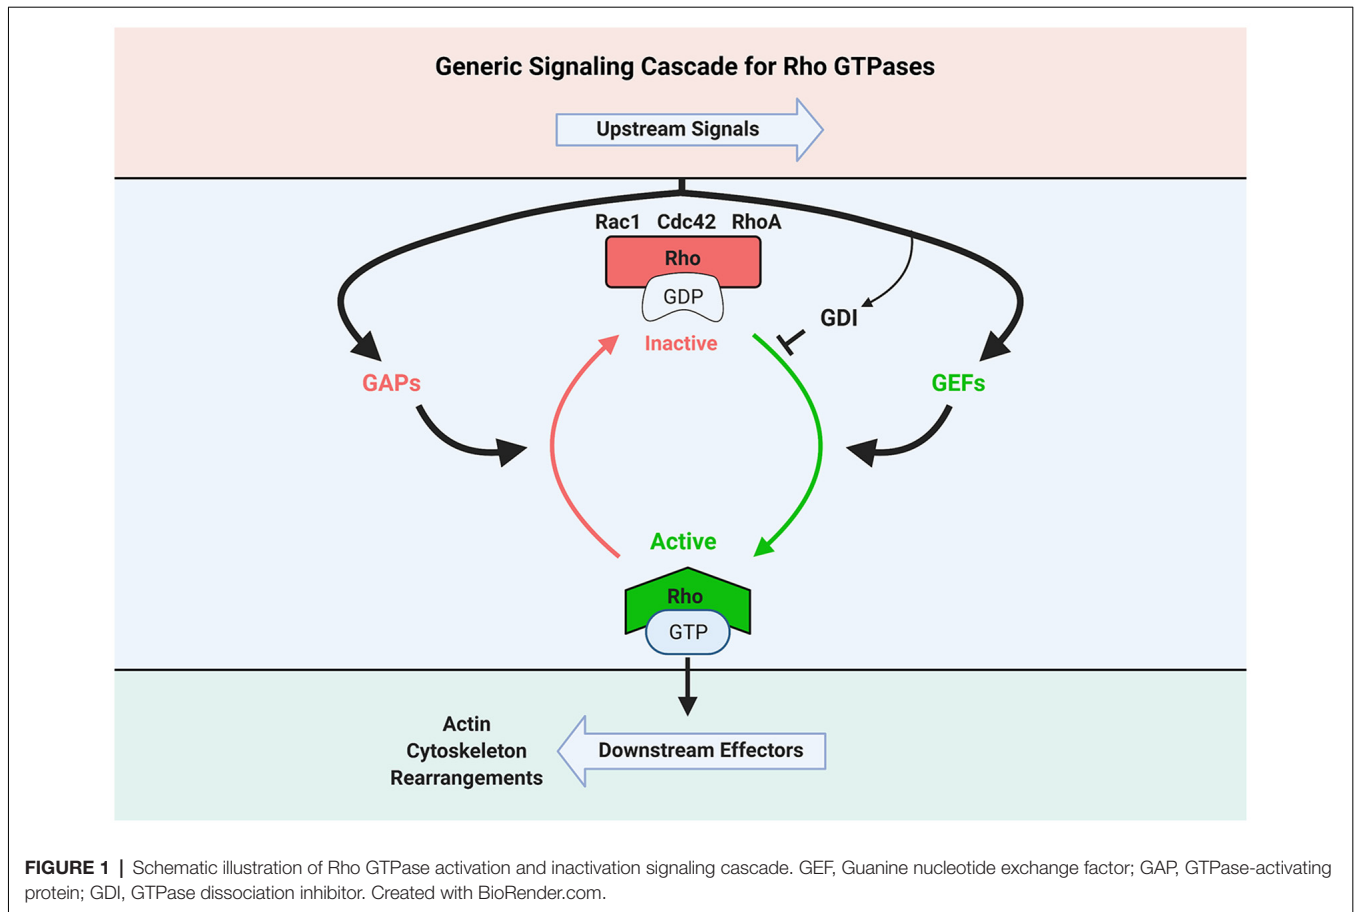 Generic Signaling Cascade for Rho GTPases
Upstream Signals
Rac1 Cdc42 RhoA
Rho
GDP
GDI
Inactive
GAPs
GEFs
Active
Rho
GTP
Actin
Cytoskeleton
Rearrangements
Downstream Effectors
FIGURE 1 | Schematic illustration of Rho GTPase activation and inactivation signaling cascade. GEF, Guanine nucleotide exchange factor; GAP, GTPase-activating
protein; GDI, GTPase dissociation inhibitor. Created with BioRender.com.